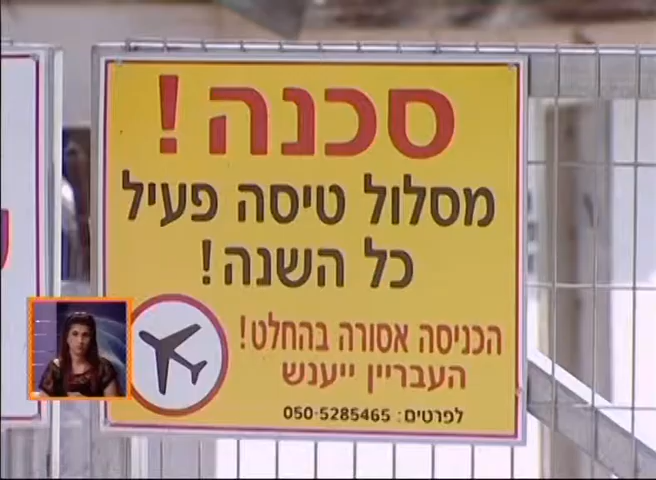 סכנה!
מסלול טיסה פעיל
כל השנה!
הכניסה אסורה בהחלט!
העבריין ייענש
לפרטים: 050-5285465